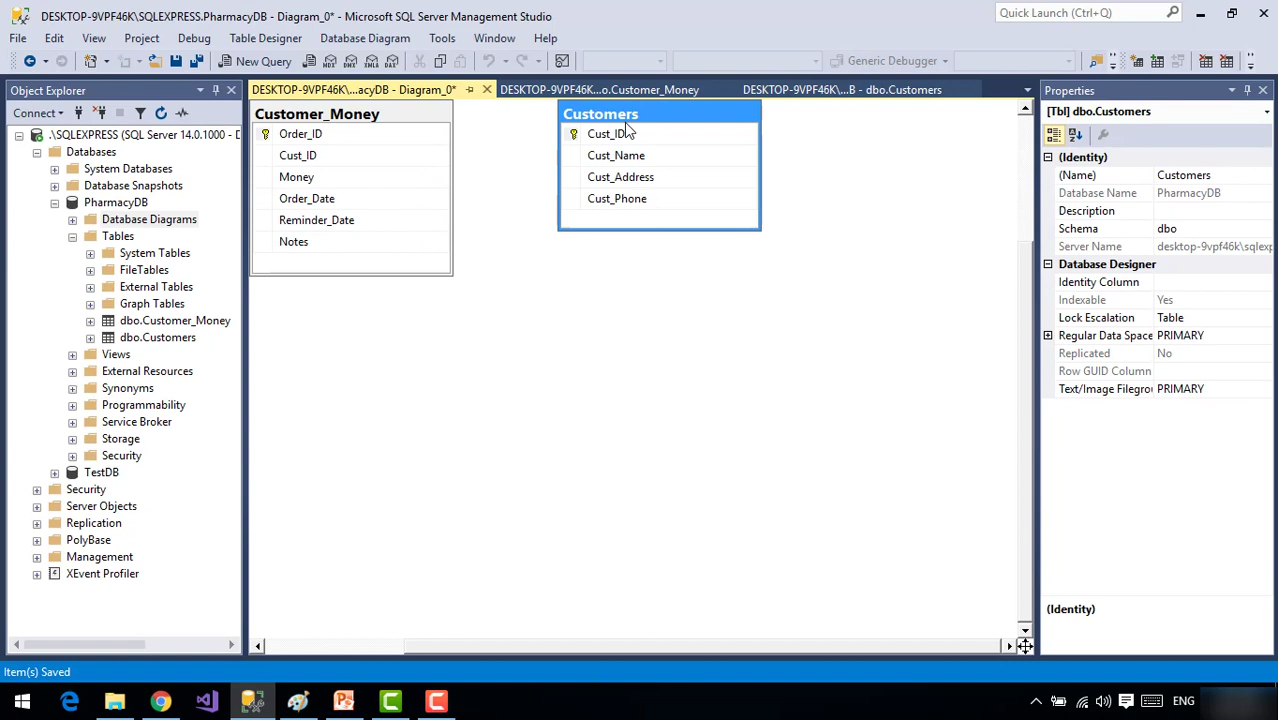 DESKTOP-9VPF46K\SQLEXPRESS.PharmacyDB - Diagram_0* - Microsoft SQL Server Management Studio
Quick Launch (Ctrl+Q)
File Edit View Project Debug Table Designer Database Diagram Tools Window Help
New Query MDX DMX XMLA DAX Generic Debugger
Object Explorer
DESKTOP-9VPF46K\...acyDB - Diagram_0* DESKTOP-9VPF46K...o.Customer_Money DESKTOP-9VPF46K\...B - dbo.Customers
Properties
Connect
[Tbl] dbo.Customers
.\SQLEXPRESS (SQL Server 14.0.1000 - D
Databases
System Databases
Database Snapshots
PharmacyDB
Database Diagrams
Tables
System Tables
FileTables
External Tables
Graph Tables
dbo.Customer_Money
dbo.Customers
Views
External Resources
Synonyms
Programmability
Service Broker
Storage
Security
TestDB
Security
Server Objects
Replication
PolyBase
Management
XEvent Profiler
Customer_Money
Order_ID
Cust_ID
Money
Order_Date
Reminder_Date
Notes
Customers
Cust_ID
Cust_Name
Cust_Address
Cust_Phone
(Identity)
(Name) Customers
Database Name PharmacyDB
Description
Schema dbo
Server Name desktop-9vpf46k\sqlexp
Database Designer
Identity Column
Indexable Yes
Lock Escalation Table
Regular Data Space PRIMARY
Replicated No
Row GUID Column
Text/Image Filegro PRIMARY
(Identity)
Item(s) Saved
ENG